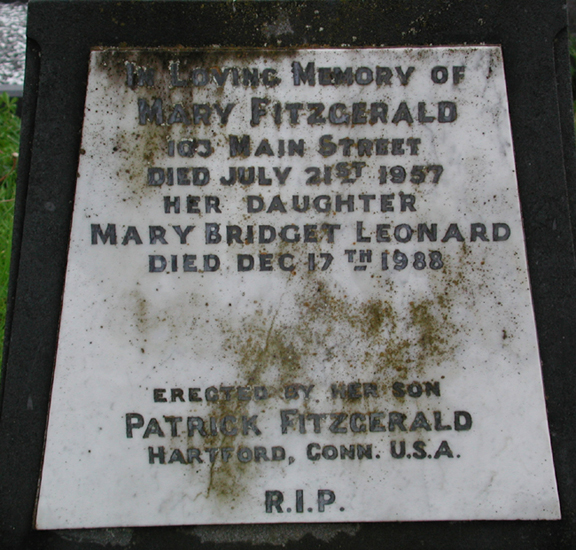 IN LOVING MEMORY OF
MARY FITZGERALD
103 MAIN STREET
DIED JULY 21ST 1957
HER DAUGHTER
MARY BRIDGET LEONARD
DIED DEC 17TH 1988
ERECTED BY HER SON
PATRICK FITZGERALD
HARTFORD, CONN. U.S.A.
R.I.P.